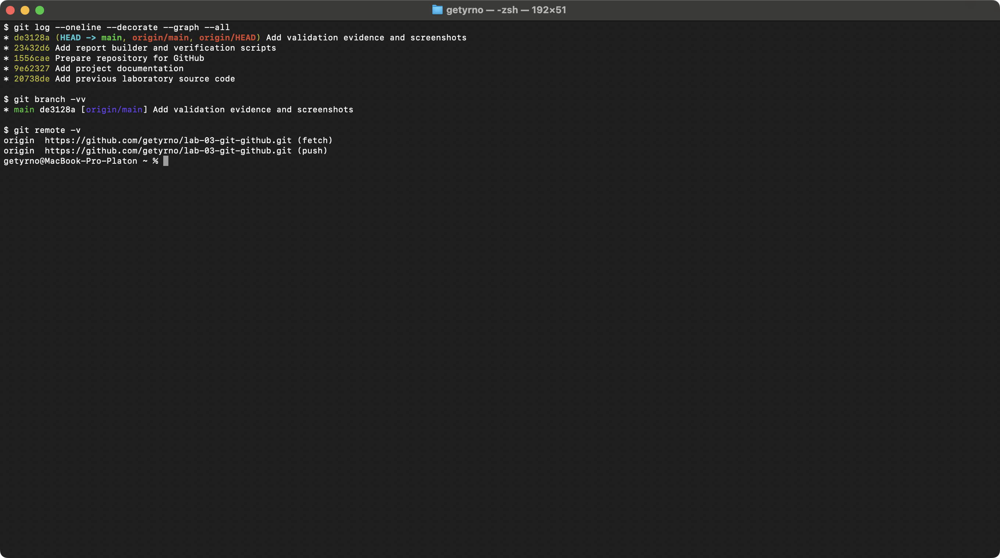 getyrno — -zsh — 192×51
$ git log --oneline --decorate --graph --all
* de3128a (HEAD -> main, origin/main, origin/HEAD) Add validation evidence and screenshots
* 23432d6 Add report builder and verification scripts
* 1556cae Prepare repository for GitHub
* 9e62327 Add project documentation
* 20738de Add previous laboratory source code
$ git branch -vv
* main de3128a [origin/main] Add validation evidence and screenshots
$ git remote -v
origin  https://github.com/getyrno/lab-03-git-github.git (fetch)
origin  https://github.com/getyrno/lab-03-git-github.git (push)
getyrno@MacBook-Pro-Platon ~ %